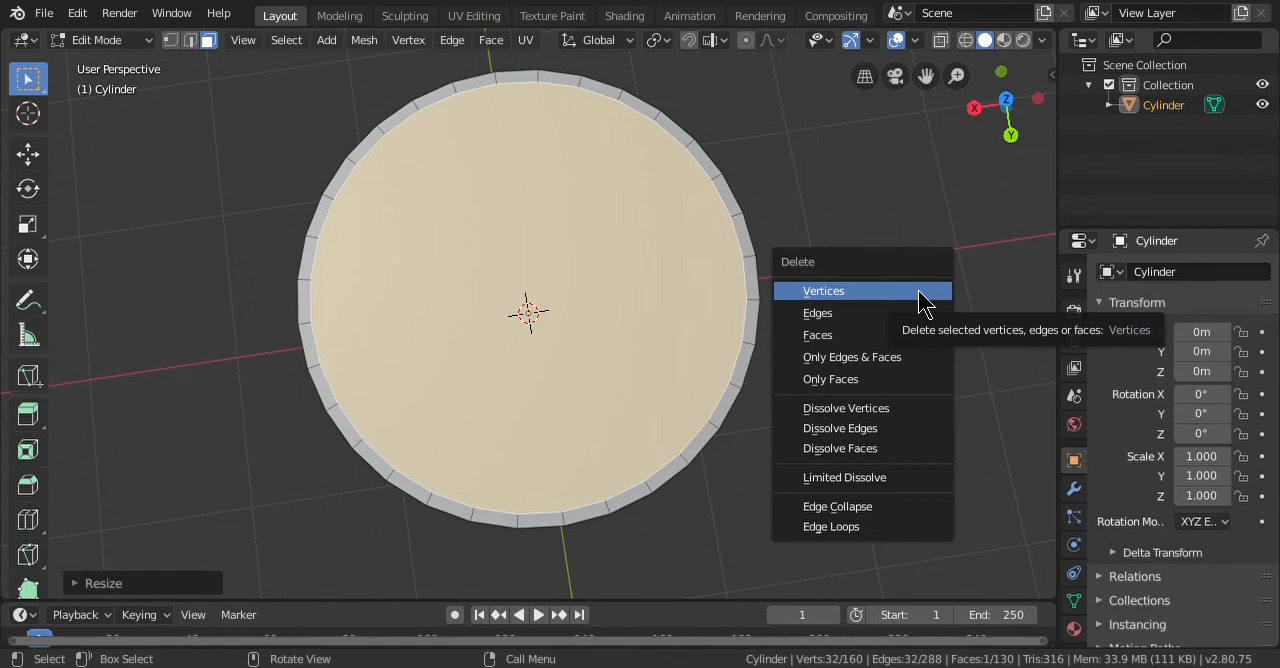 File Edit Render Window Help Layout Modeling Sculpting UV Editing Texture Paint Shading Animation Rendering Compositing Scene View Layer
Edit Mode View Select Add Mesh Vertex Edge Face UV Global
User Perspective
(1) Cylinder
X
Y
Z
Scene Collection
Collection
Cylinder
Delete
Vertices
Edges
Faces
Only Edges & Faces
Only Faces
Dissolve Vertices
Dissolve Edges
Dissolve Faces
Limited Dissolve
Edge Collapse
Edge Loops
Delete selected vertices, edges or faces: Vertices
Cylinder
Cylinder
Transform
0m
Y 0m
Z 0m
Rotation X 0°
Y 0°
Z 0°
Scale X 1.000
Y 1.000
Z 1.000
Rotation Mo.. XYZ E..
Delta Transform
Relations
Collections
Instancing
Resize
Playback Keying View Marker 1 Start: 1 End: 250
Select Box Select Rotate View Call Menu Cylinder | Verts:32/160 | Edges:32/288 | Faces:1/130 | Tris:316 | Mem: 33.9 MB (111 KB) | v2.80.75